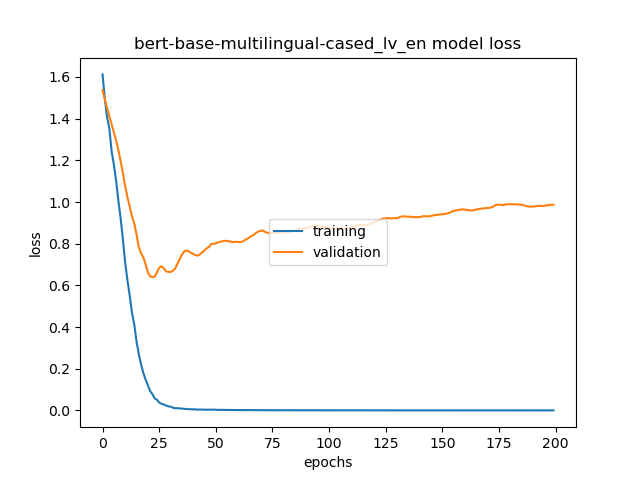 bert-base-multilingual-cased_lv_en model loss
loss
1.6
1.4
1.2
1.0
0.8
0.6
0.4
0.2
0.0
training
validation
0 25 50 75 100 125 150 175 200
epochs